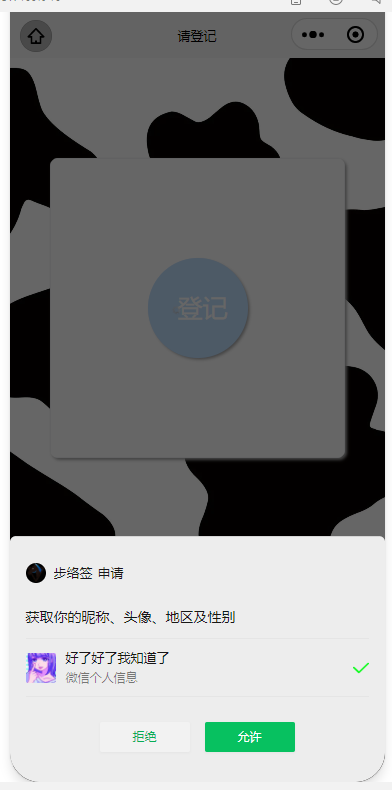 请登记
登记
步络签 申请
获取你的昵称、头像、地区及性别
好了好了我知道了
微信个人信息
拒绝
允许